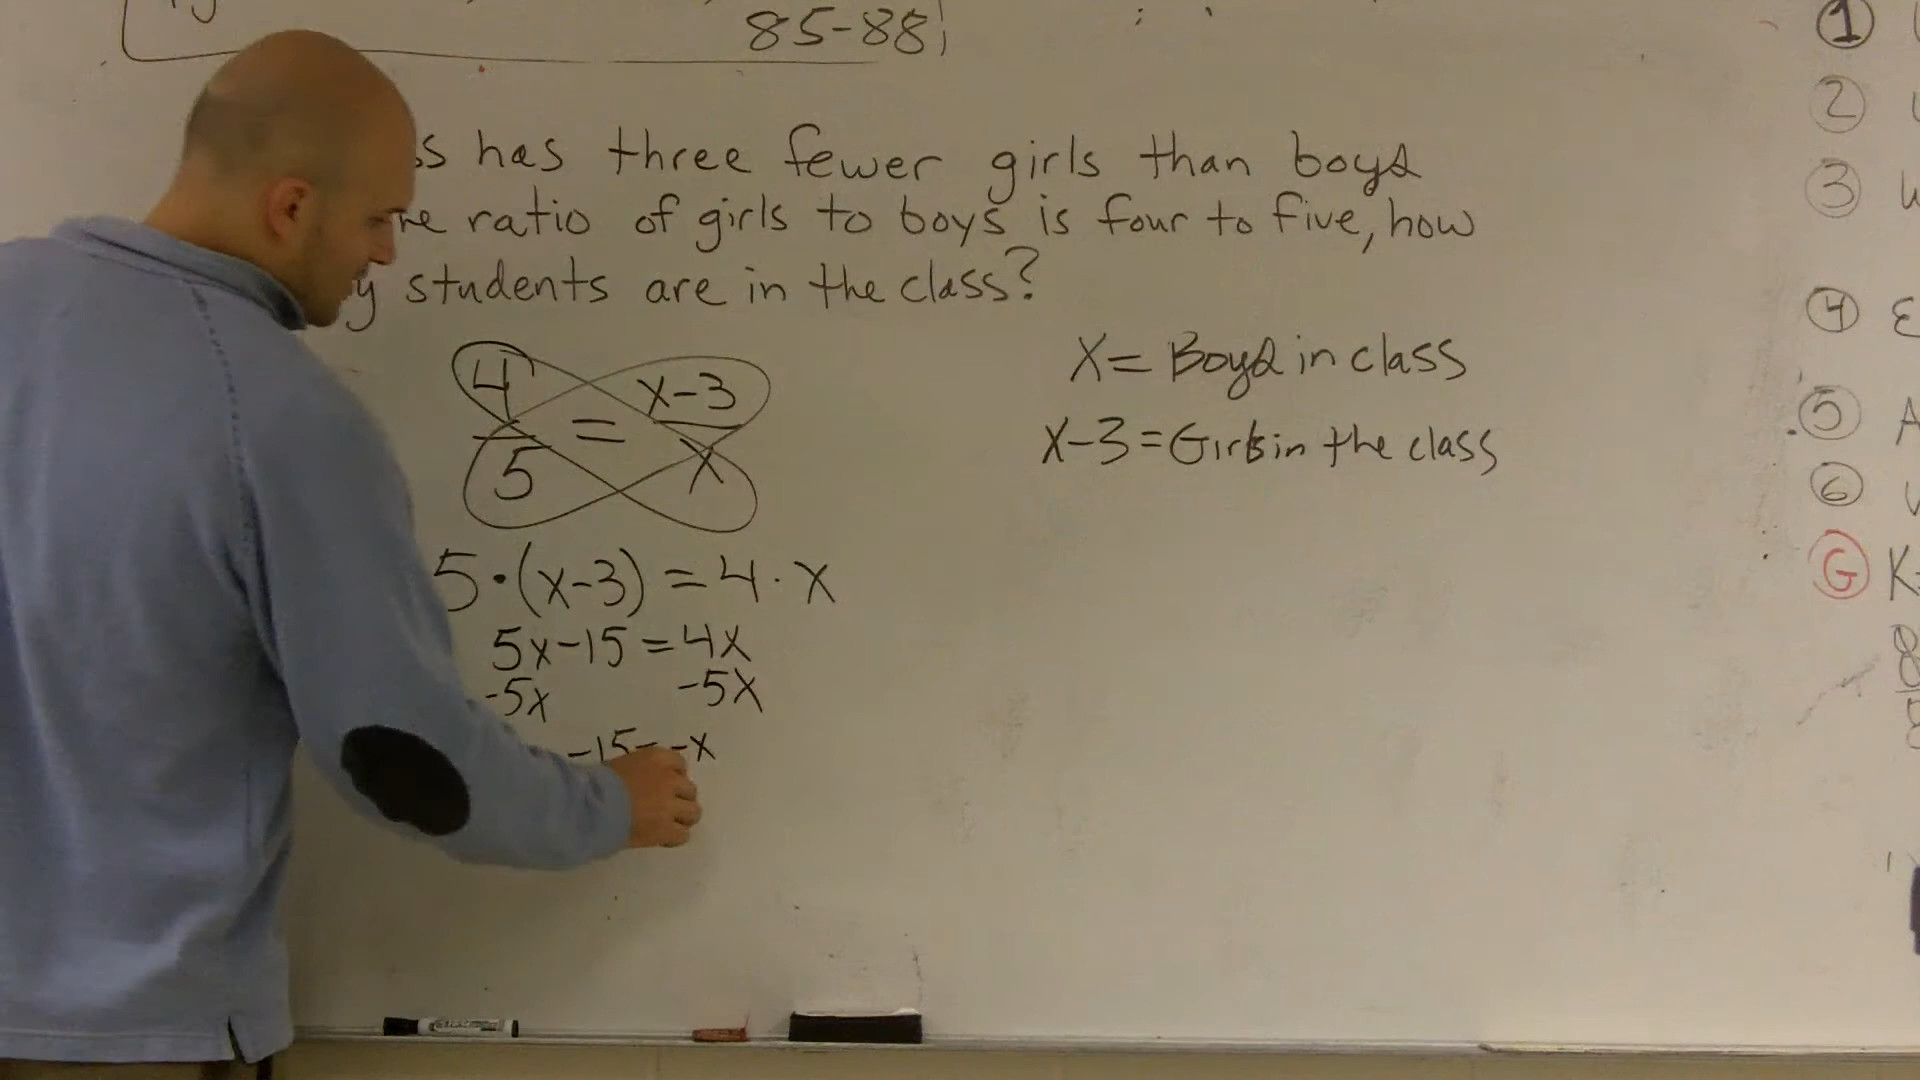 85-88
has three fewer girls than boys
ratio of girls to boys is four to five, how
students are in the class?
4/5 = x-3/x
X = Boys in class
X-3 = Girls in the class
5·(x-3) = 4·x
5x-15 = 4x
-5x -5x
-15 = -x
1
2
3
4
5
6
G K